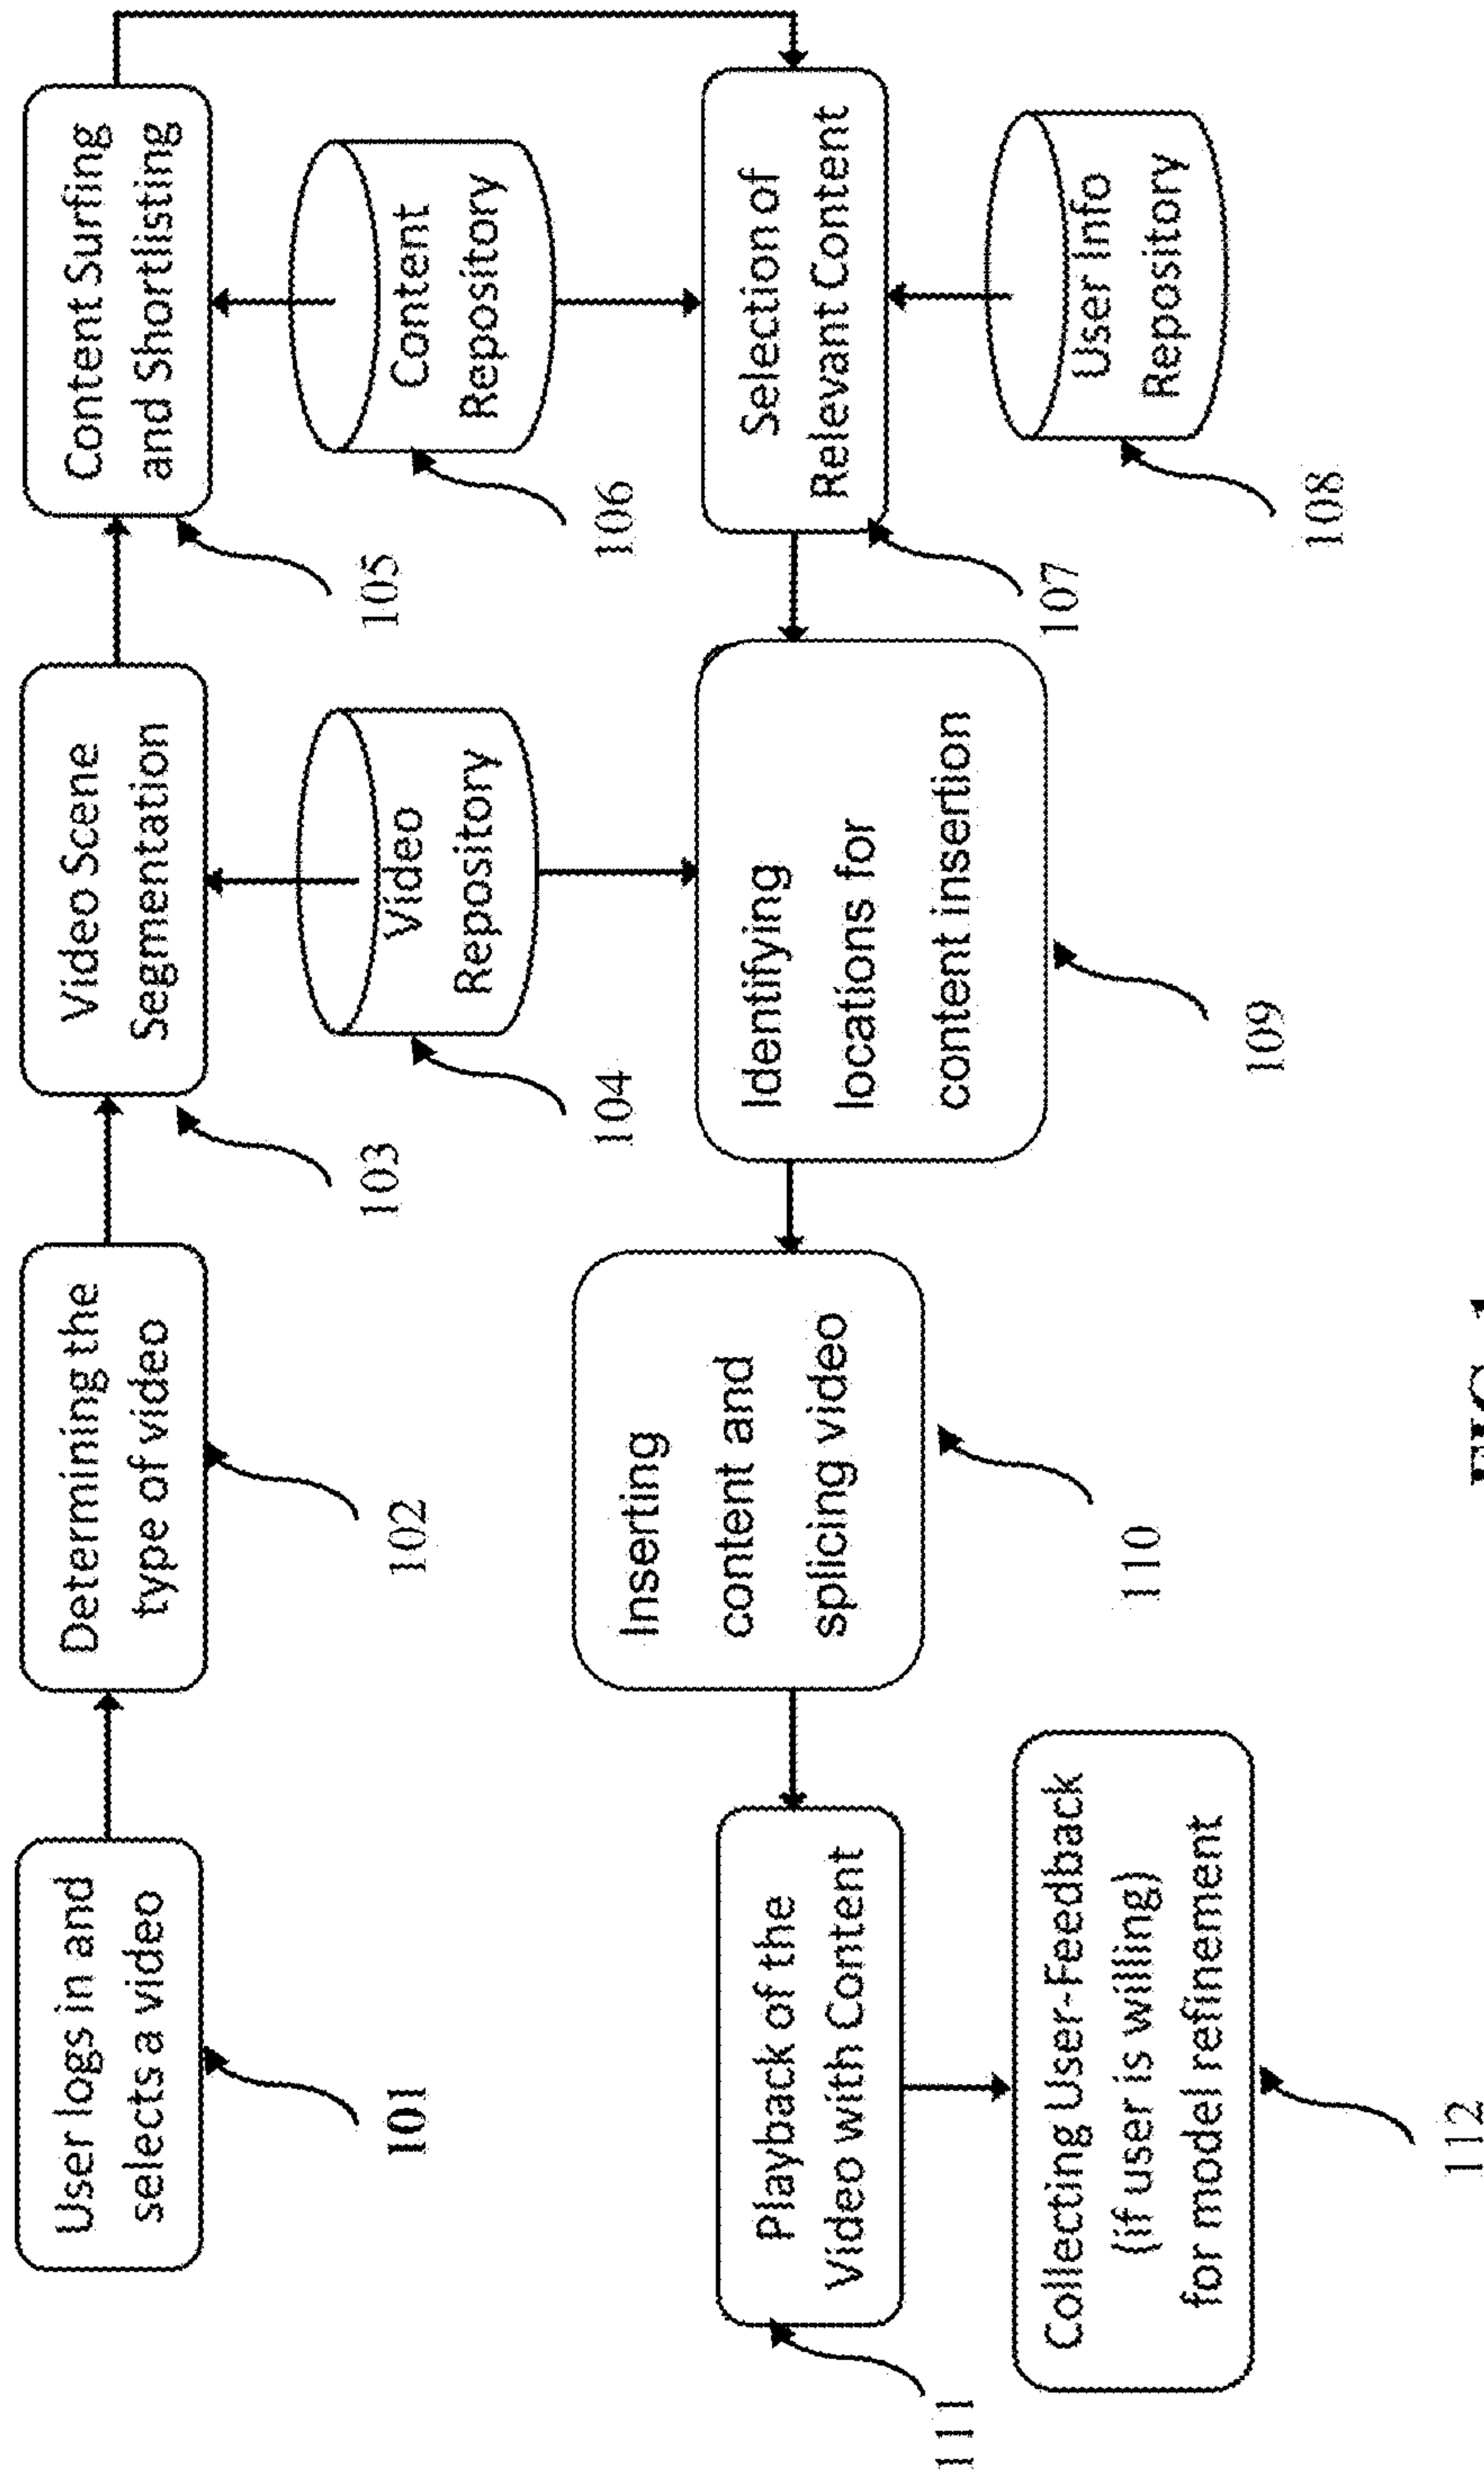 User logs in and
selects a video
101
Determining the
type of video
102
Video Scene
Segmentation
103
Video
Repository
104
Content Surfing
and Shortlisting
105
Content
Repository
106
Selection of
Relevant Content
107
User Info
Repository
108
Identifying
locations for
content insertion
109
Inserting
content and
splicing video
110
Playback of the
Video with Content
111
Collecting User-Feedback
(if user is willing)
for model refinement
112